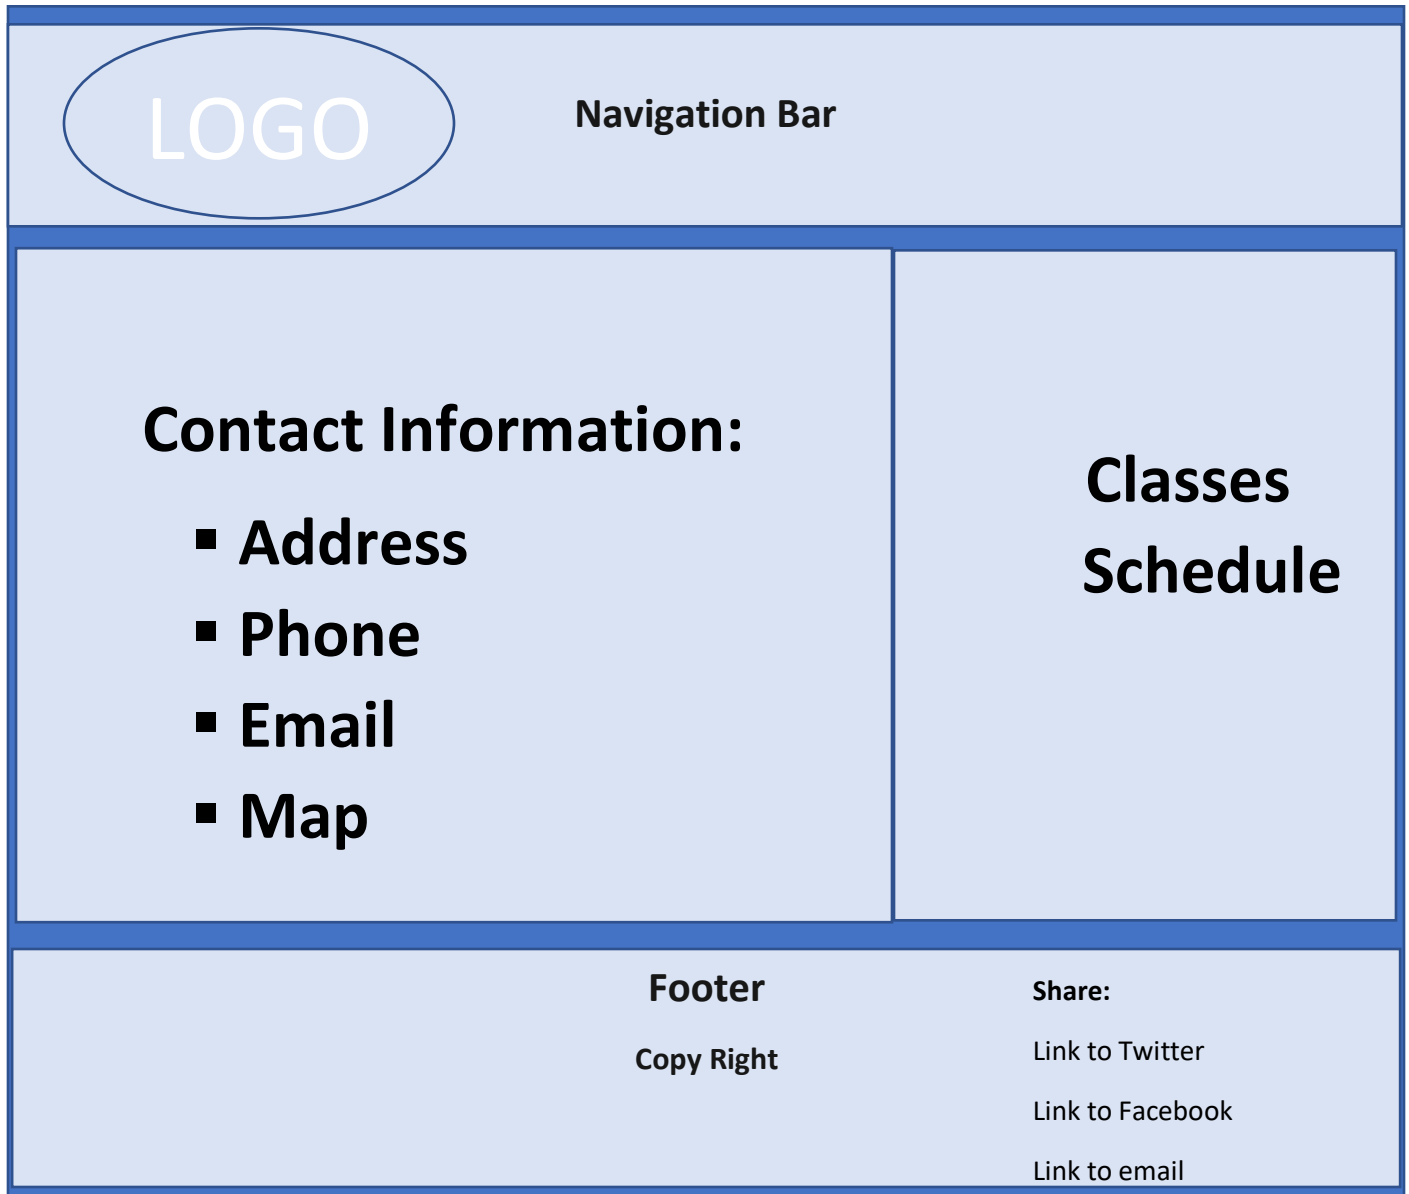 LOGO
Navigation Bar
Contact Information:
▪ Address
▪ Phone
▪ Email
▪ Map
Classes
Schedule
Footer
Copy Right
Share:
Link to Twitter
Link to Facebook
Link to email